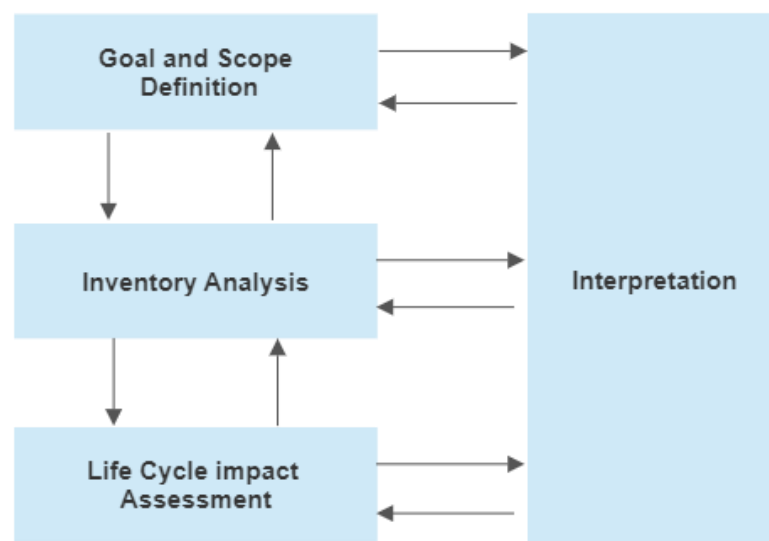 Goal and Scope
Definition
Inventory Analysis
Interpretation
Life Cycle impact
Assessment